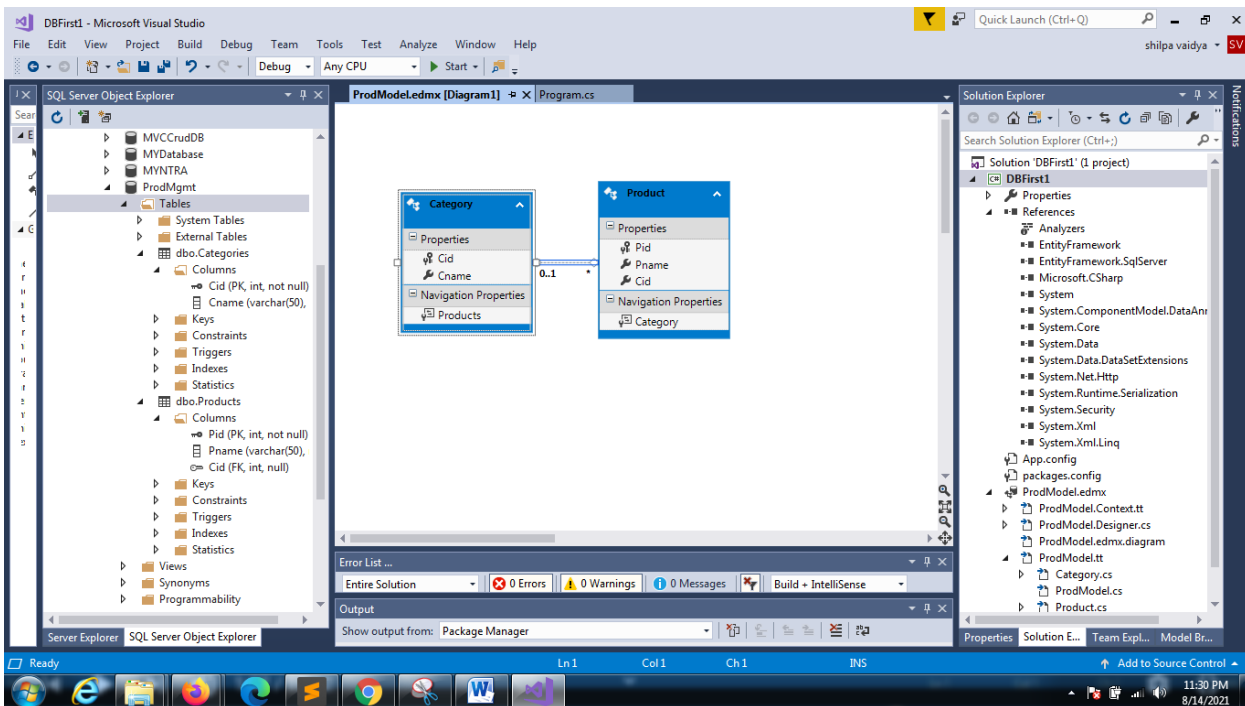 DBFirst1 - Microsoft Visual Studio
Quick Launch (Ctrl+Q)
File Edit View Project Build Debug Team Tools Test Analyze Window Help
shilpa vaidya SV
Debug Any CPU Start
SQL Server Object Explorer
MVCCrudDB
MYDatabase
MYNTRA
ProdMgmt
Tables
System Tables
External Tables
dbo.Categories
Columns
Cid (PK, int, not null)
Cname (varchar(50),
Keys
Constraints
Triggers
Indexes
Statistics
dbo.Products
Columns
Pid (PK, int, not null)
Pname (varchar(50),
Cid (FK, int, null)
Keys
Constraints
Triggers
Indexes
Statistics
Views
Synonyms
Programmability
Server Explorer SQL Server Object Explorer
ProdModel.edmx [Diagram1] Program.cs
Category
Properties
Cid
Cname
Navigation Properties
Products
0..1 *
Product
Properties
Pid
Pname
Cid
Navigation Properties
Category
Error List ...
Entire Solution 0 Errors 0 Warnings 0 Messages Build + IntelliSense
Output
Show output from: Package Manager
Solution Explorer
Search Solution Explorer (Ctrl+;)
Solution 'DBFirst1' (1 project)
C# DBFirst1
Properties
References
Analyzers
EntityFramework
EntityFramework.SqlServer
Microsoft.CSharp
System
System.ComponentModel.DataAnn
System.Core
System.Data
System.Data.DataSetExtensions
System.Net.Http
System.Runtime.Serialization
System.Security
System.Xml
System.Xml.Linq
App.config
packages.config
ProdModel.edmx
ProdModel.Context.tt
ProdModel.Designer.cs
ProdModel.edmx.diagram
ProdModel.tt
Category.cs
ProdModel.cs
Product.cs
Properties Solution E... Team Expl... Model Br...
Notifications
Ready Ln 1 Col 1 Ch 1 INS Add to Source Control
11:30 PM
8/14/2021